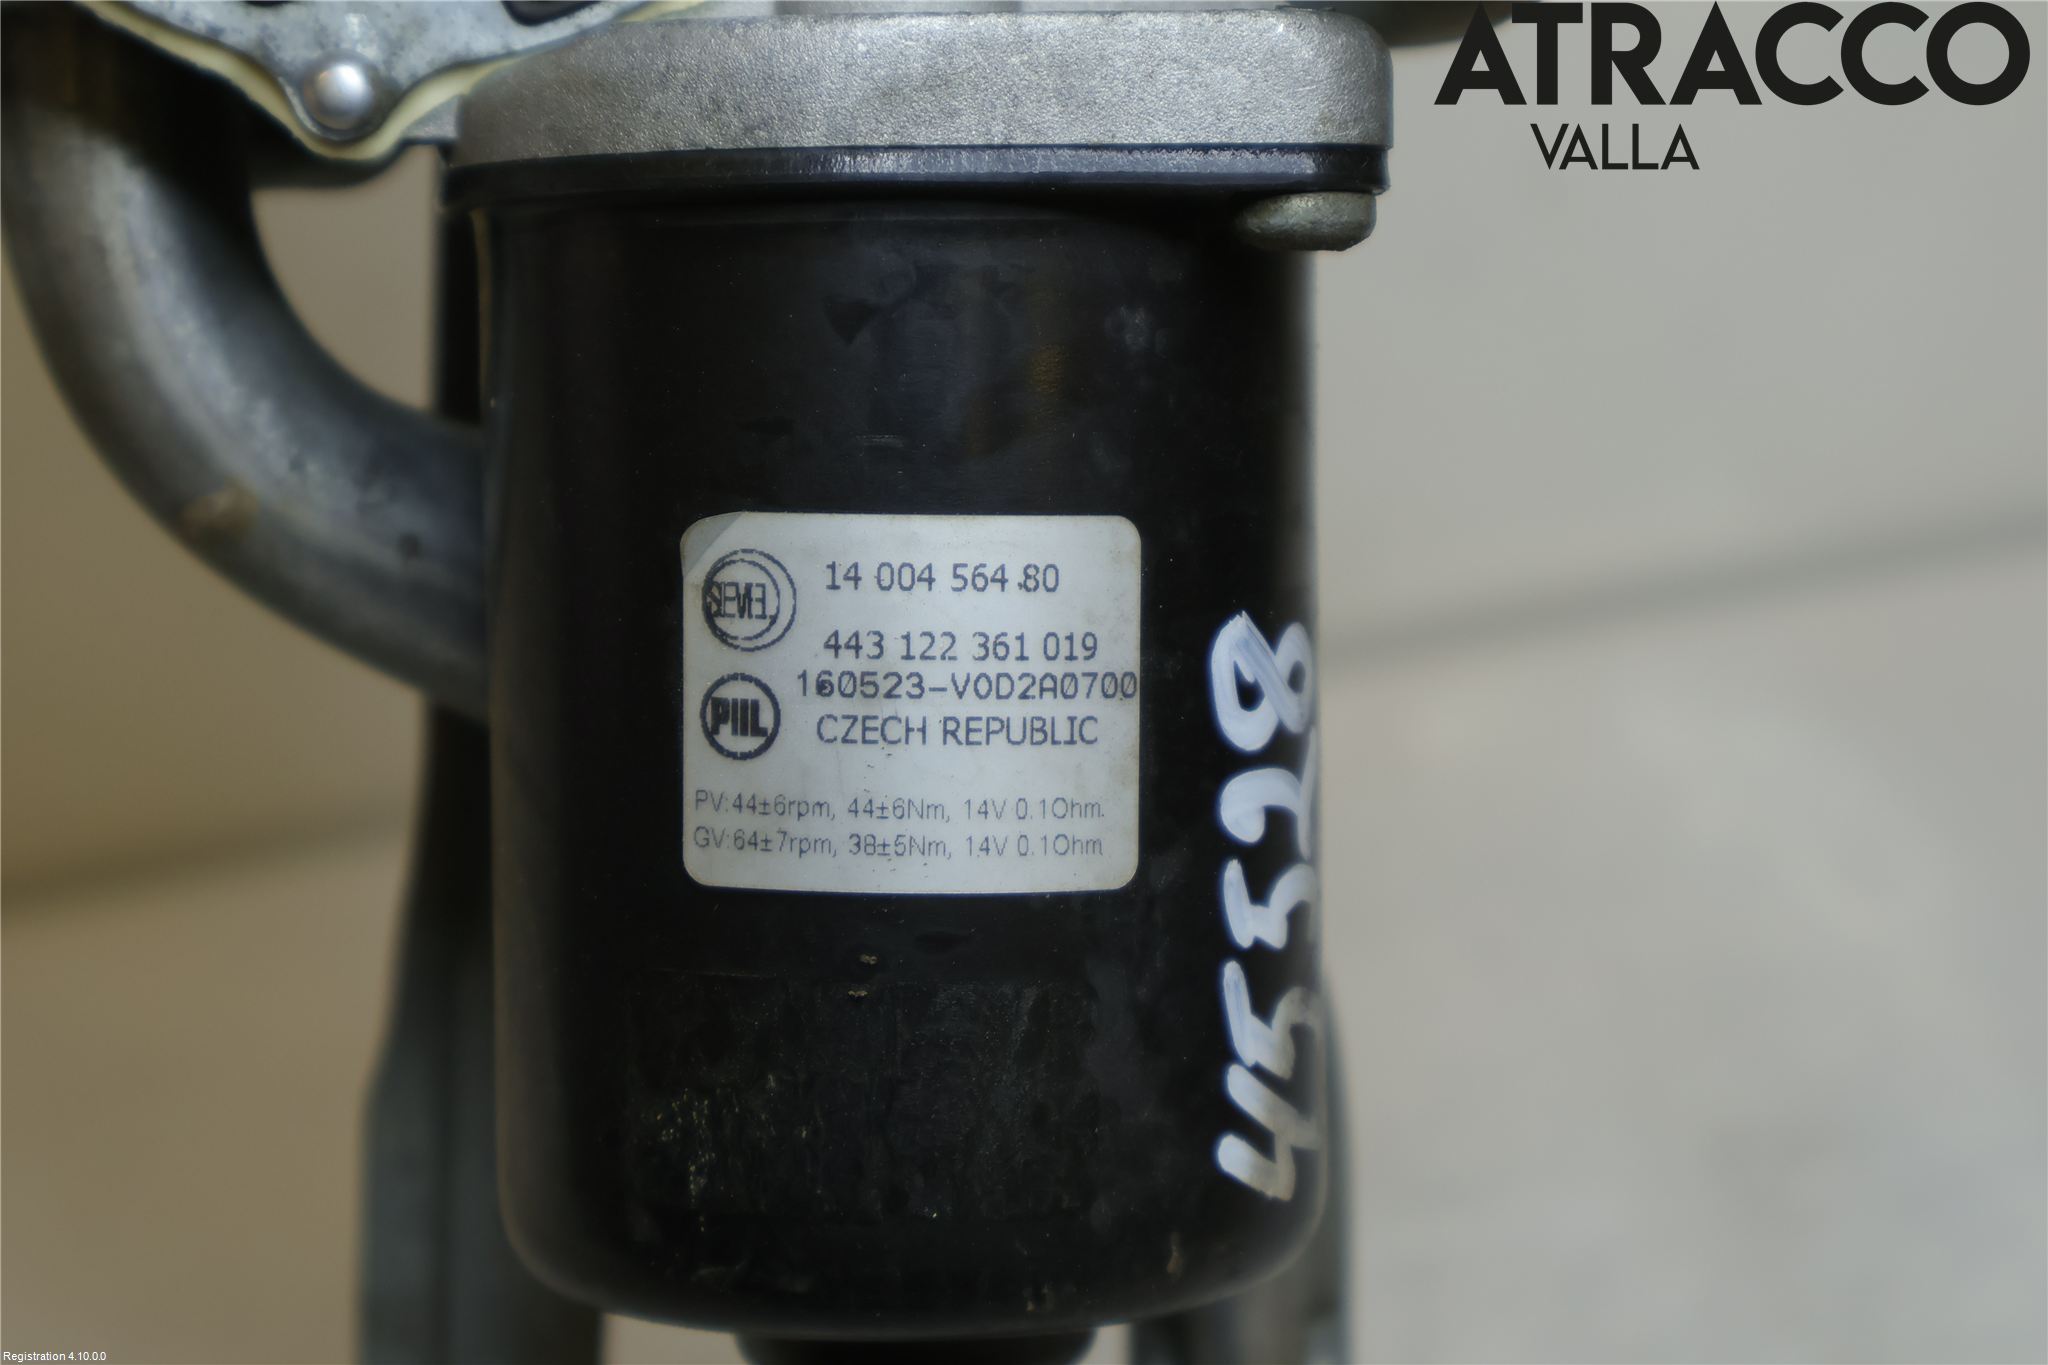 ATRACCO
VALLA
14 004 564 80
443 122 361 019
160523-V0D2A0700
PIIL
CZECH REPUBLIC
PV:44±6rpm, 44±6Nm, 14V 0.1Ohm.
GV:64±7rpm, 38±5Nm, 14V 0.1Ohm
45528
Registration 4.10.0.0